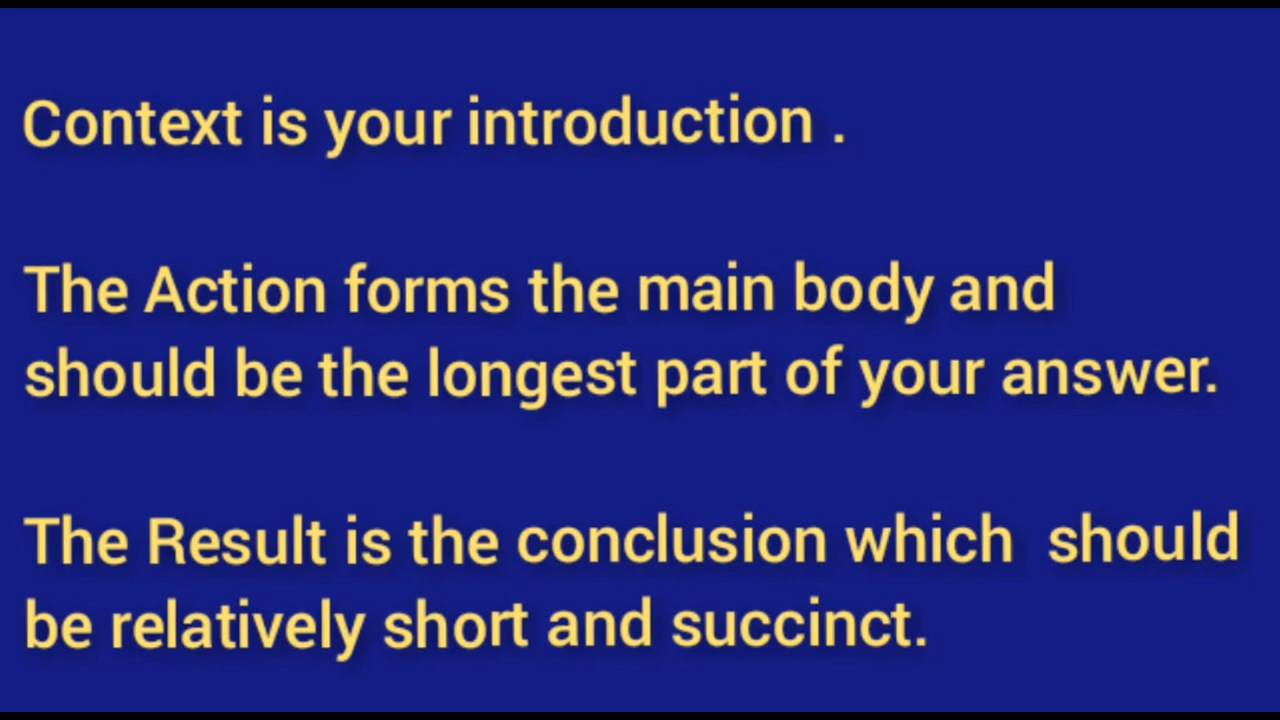 Context is your introduction .
The Action forms the main body and
should be the longest part of your answer.
The Result is the conclusion which  should
be relatively short and succinct.